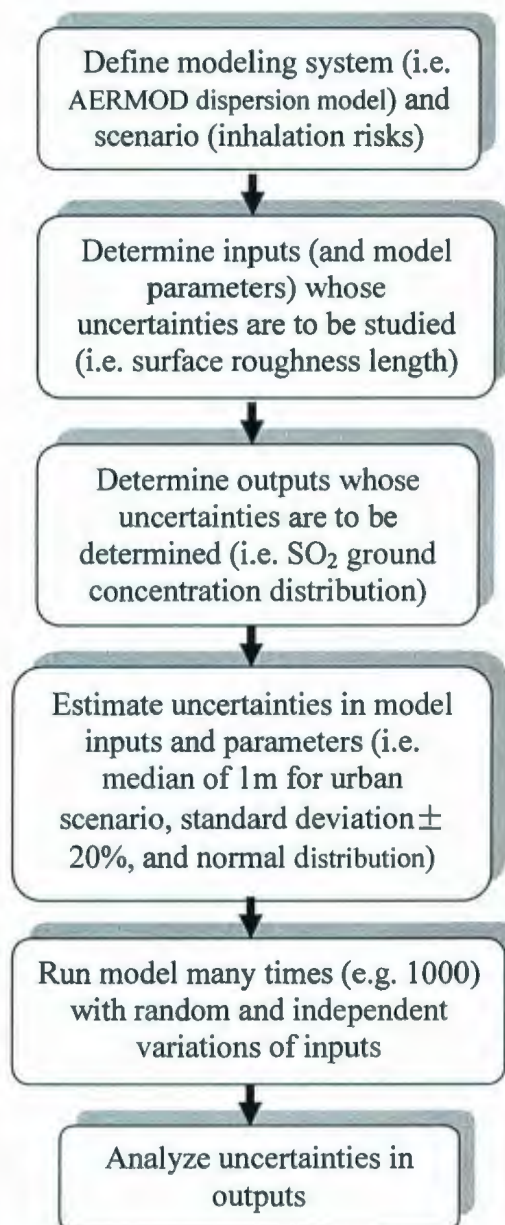 Define modeling system (i.e.
AERMOD dispersion model) and
scenario (inhalation risks)
Determine inputs (and model
parameters) whose
uncertainties are to be studied
(i.e. surface roughness length)
Determine outputs whose
uncertainties are to be
determined (i.e. SO₂ ground
concentration distribution)
Estimate uncertainties in model
inputs and parameters (i.e.
median of 1m for urban
scenario, standard deviation ±
20%, and normal distribution)
Run model many times (e.g. 1000)
with random and independent
variations of inputs
Analyze uncertainties in
outputs